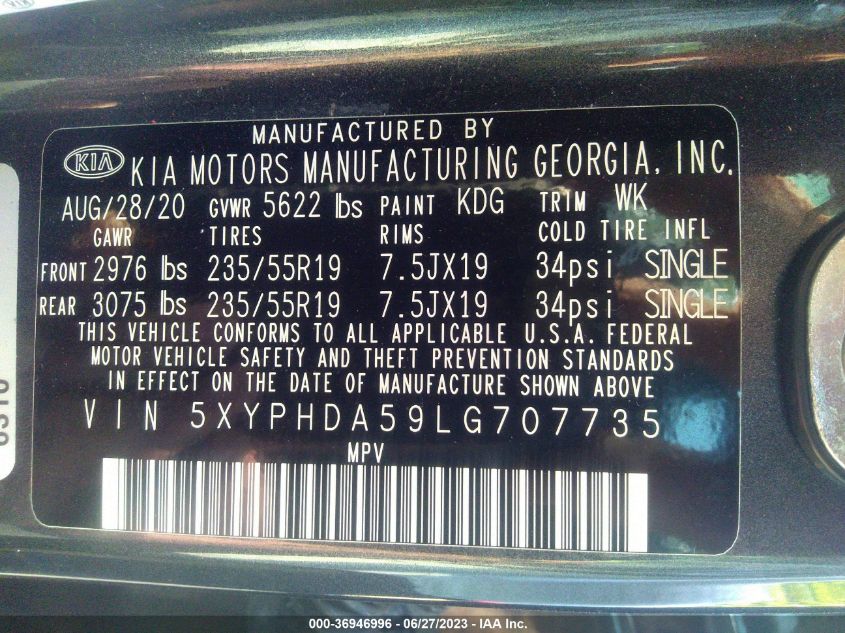 MANUFACTURED BY
KIA KIA MOTORS MANUFACTURING GEORGIA, INC.
AUG/28/20 GVWR 5622 lbs PAINT KDG TRIM WK
GAWR TIRES RIMS COLD TIRE INFL
FRONT 2976 lbs 235/55R19 7.5JX19 34psi SINGLE
REAR 3075 lbs 235/55R19 7.5JX19 34psi SINGLE
THIS VEHICLE CONFORMS TO ALL APPLICABLE U.S.A. FEDERAL
MOTOR VEHICLE SAFETY AND THEFT PREVENTION STANDARDS
IN EFFECT ON THE DATE OF MANUFACTURE SHOWN ABOVE
VIN 5XYPHDA59LG707735
MPV
000-36946996 - 06/27/2023 - IAA Inc.